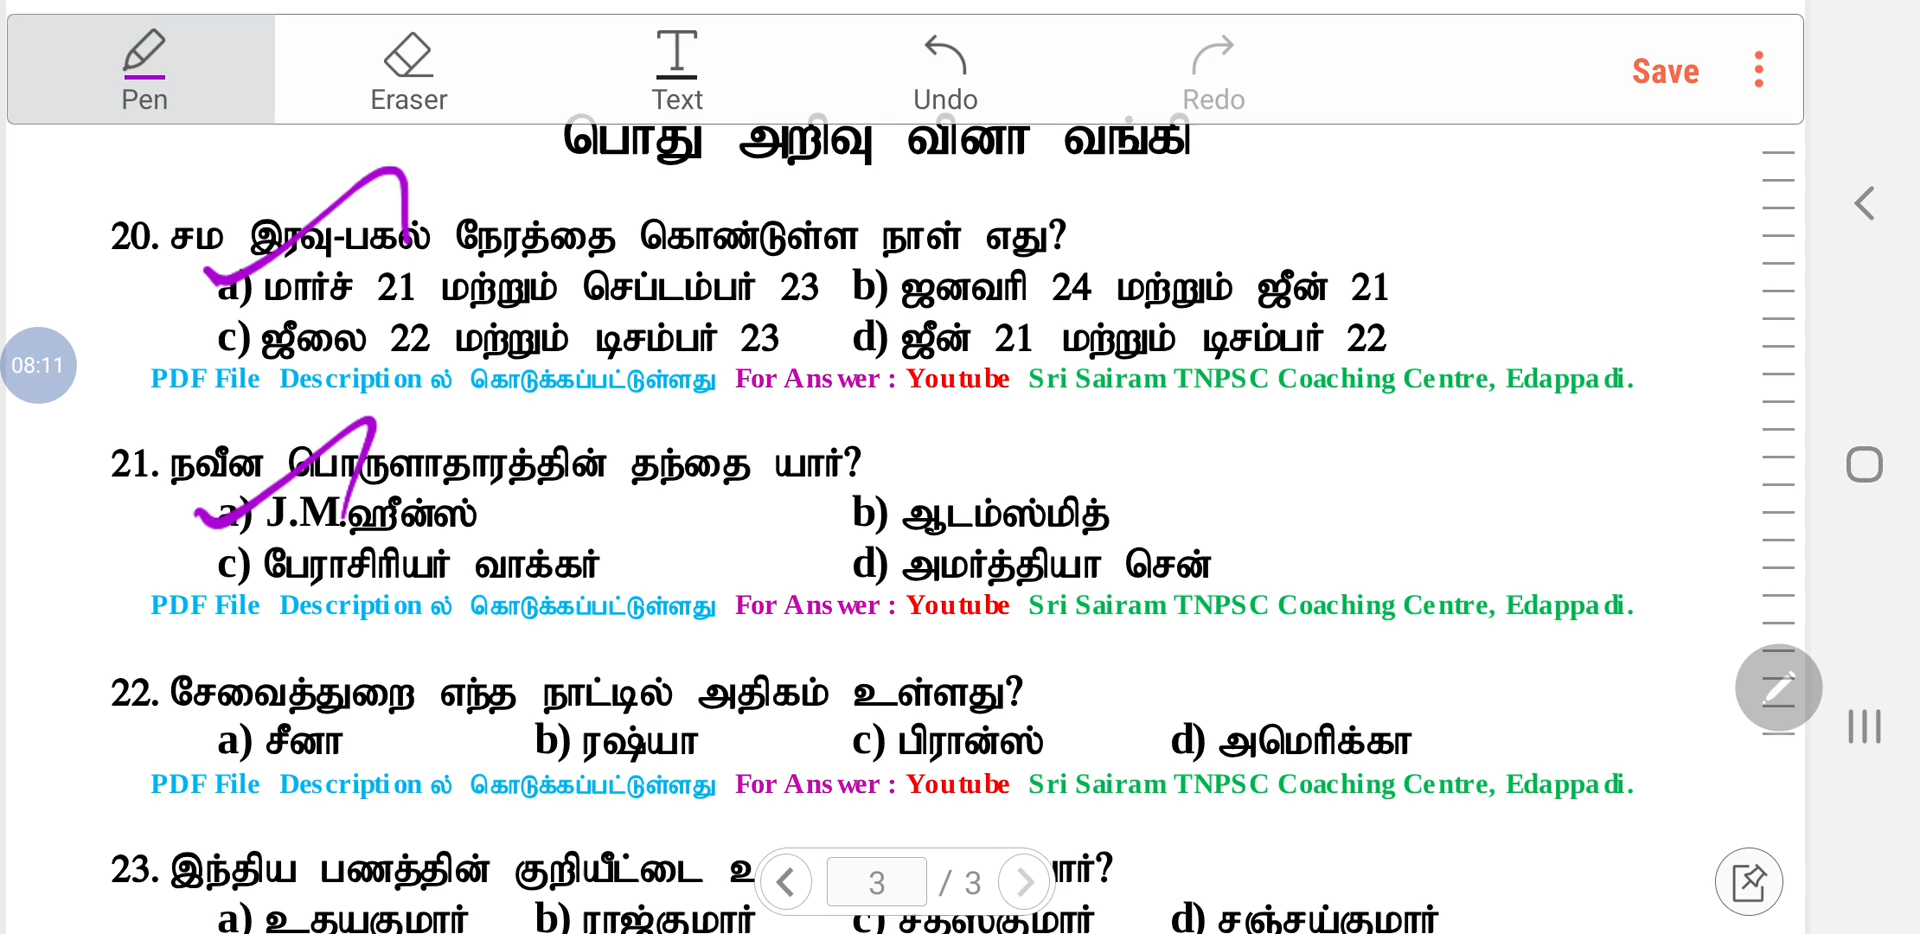 Pen Eraser Text Undo Redo Save
பொது அறிவு வினா வங்கி
20. சம இரவு-பகல் நேரத்தை கொண்டுள்ள நாள் எது?
a) மார்ச் 21 மற்றும் செப்டம்பர் 23 b) ஜனவரி 24 மற்றும் ஜீன் 21
c) ஜீலை 22 மற்றும் டிசம்பர் 23 d) ஜீன் 21 மற்றும் டிசம்பர் 22
08:11
PDF File Description ல் கொடுக்கப்பட்டுள்ளது For Answer : Youtube Sri Sairam TNPSC Coaching Centre, Edappadi.
21. நவீன பொருளாதாரத்தின் தந்தை யார்?
a) J.M.ஹீன்ஸ் b) ஆடம்ஸ்மித்
c) பேராசிரியர் வாக்கர் d) அமர்த்தியா சென்
PDF File Description ல் கொடுக்கப்பட்டுள்ளது For Answer : Youtube Sri Sairam TNPSC Coaching Centre, Edappadi.
22. சேவைத்துறை எந்த நாட்டில் அதிகம் உள்ளது?
a) சீனா b) ரஷ்யா c) பிரான்ஸ் d) அமெரிக்கா
PDF File Description ல் கொடுக்கப்பட்டுள்ளது For Answer : Youtube Sri Sairam TNPSC Coaching Centre, Edappadi.
23. இந்திய பணத்தின் குறியீட்டை
3 / 3
a) உதயகுமார் b) ராஜ்குமார் c) d) சஞ்சய்குமார்